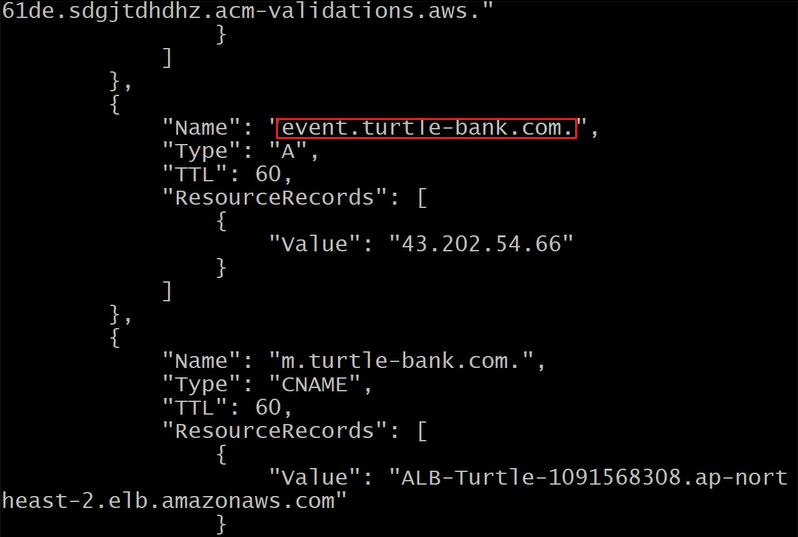 61de.sdgjtdhdhz.acm-validations.aws."
}
]
},
{
"Name": "event.turtle-bank.com.",
"Type": "A",
"TTL": 60,
"ResourceRecords": [
{
"Value": "43.202.54.66"
}
]
},
{
"Name": "m.turtle-bank.com.",
"Type": "CNAME",
"TTL": 60,
"ResourceRecords": [
{
"Value": "ALB-Turtle-1091568308.ap-nort
heast-2.elb.amazonaws.com"
}